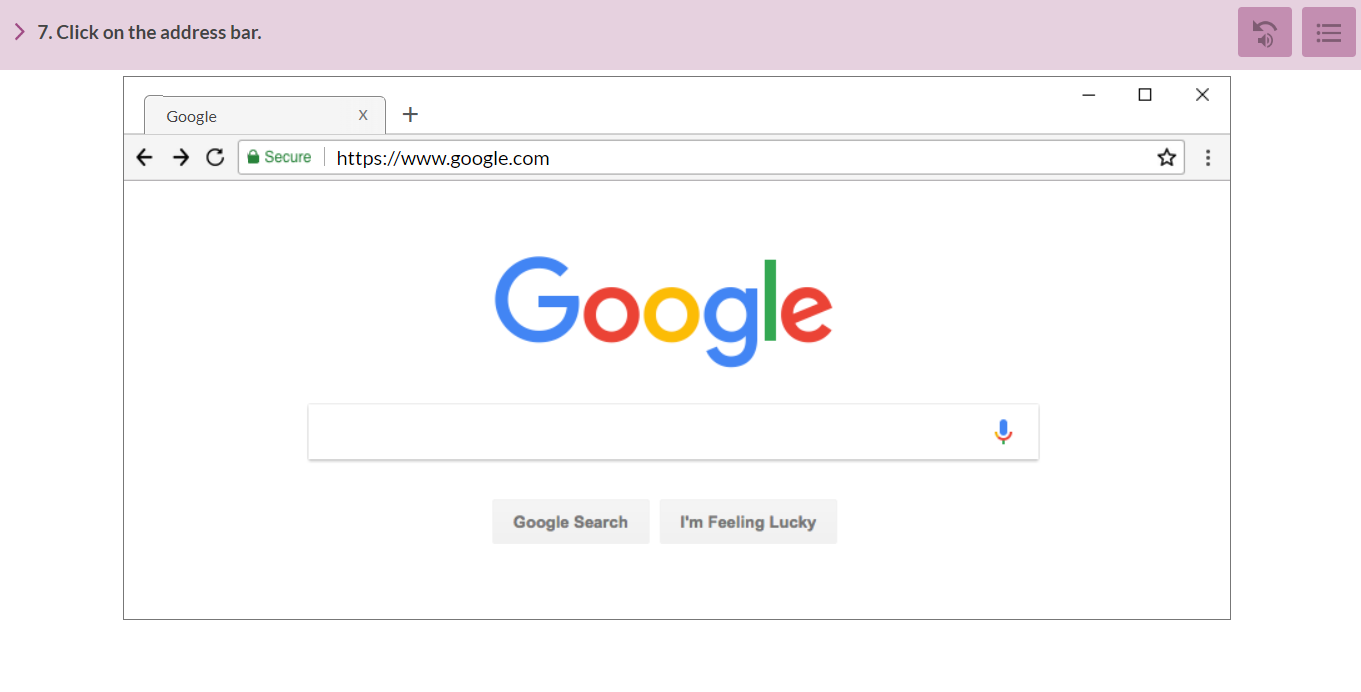 7. Click on the address bar.
Google X +
Secure https://www.google.com
Google
Google Search I'm Feeling Lucky